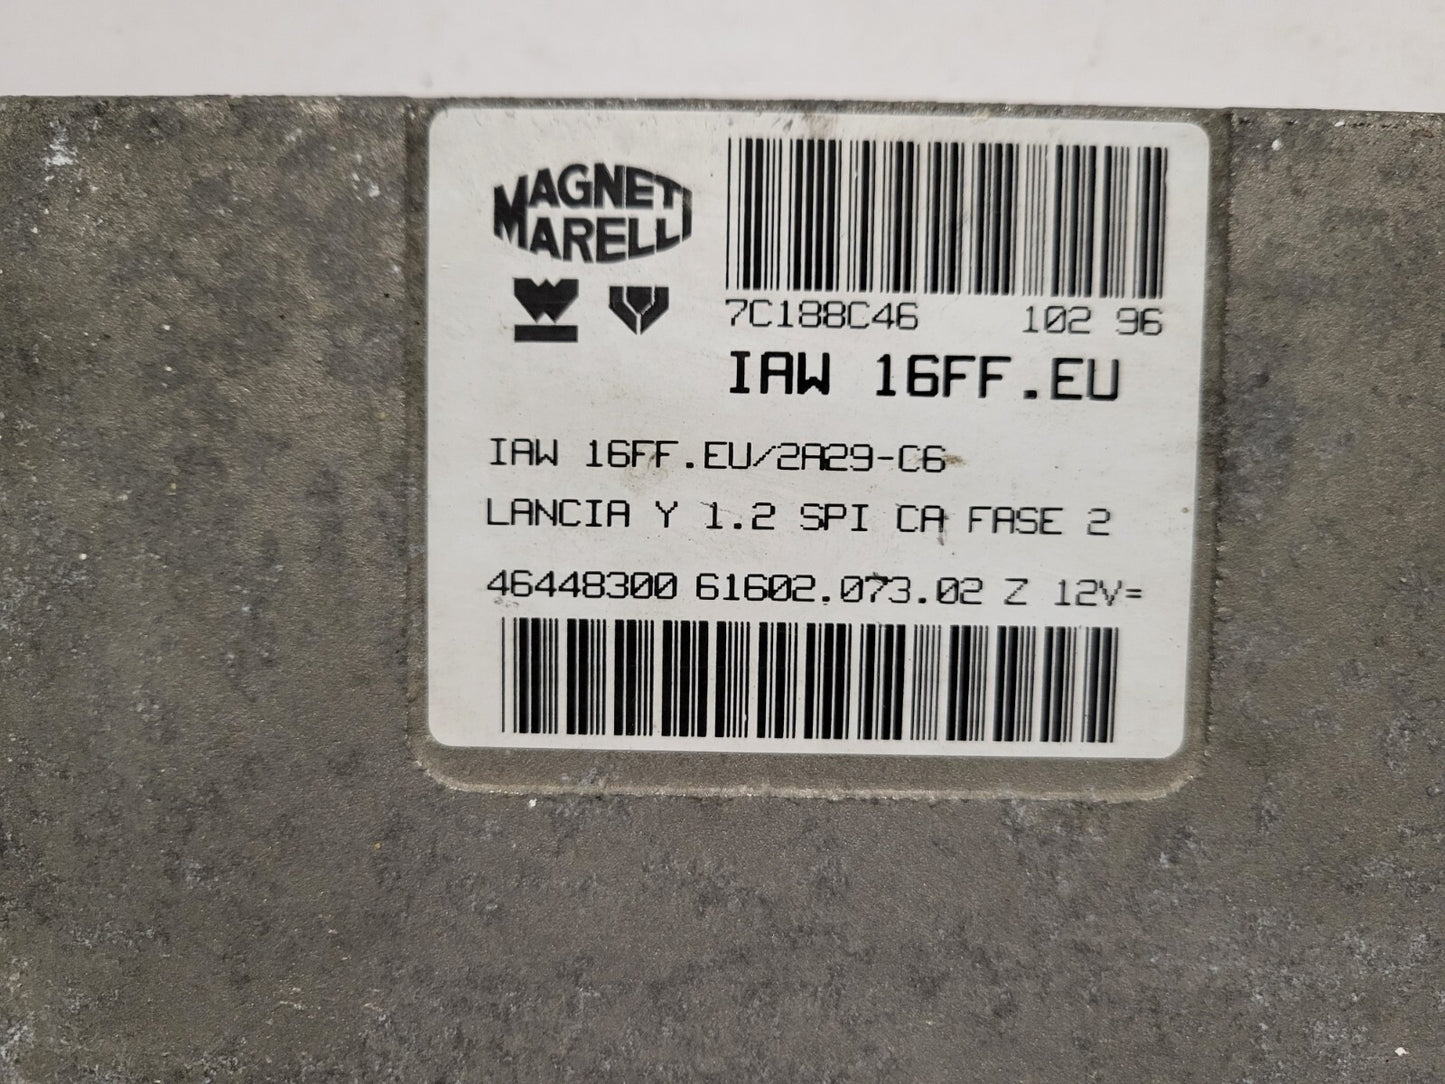 MAGNETI
MARELLI
7C188C46 102 96
IAW 16FF.EU
IAW 16FF.EU/2A29-C6
LANCIA Y 1.2 SPI CA FASE 2
46448300 61602.073.02 Z 12V=